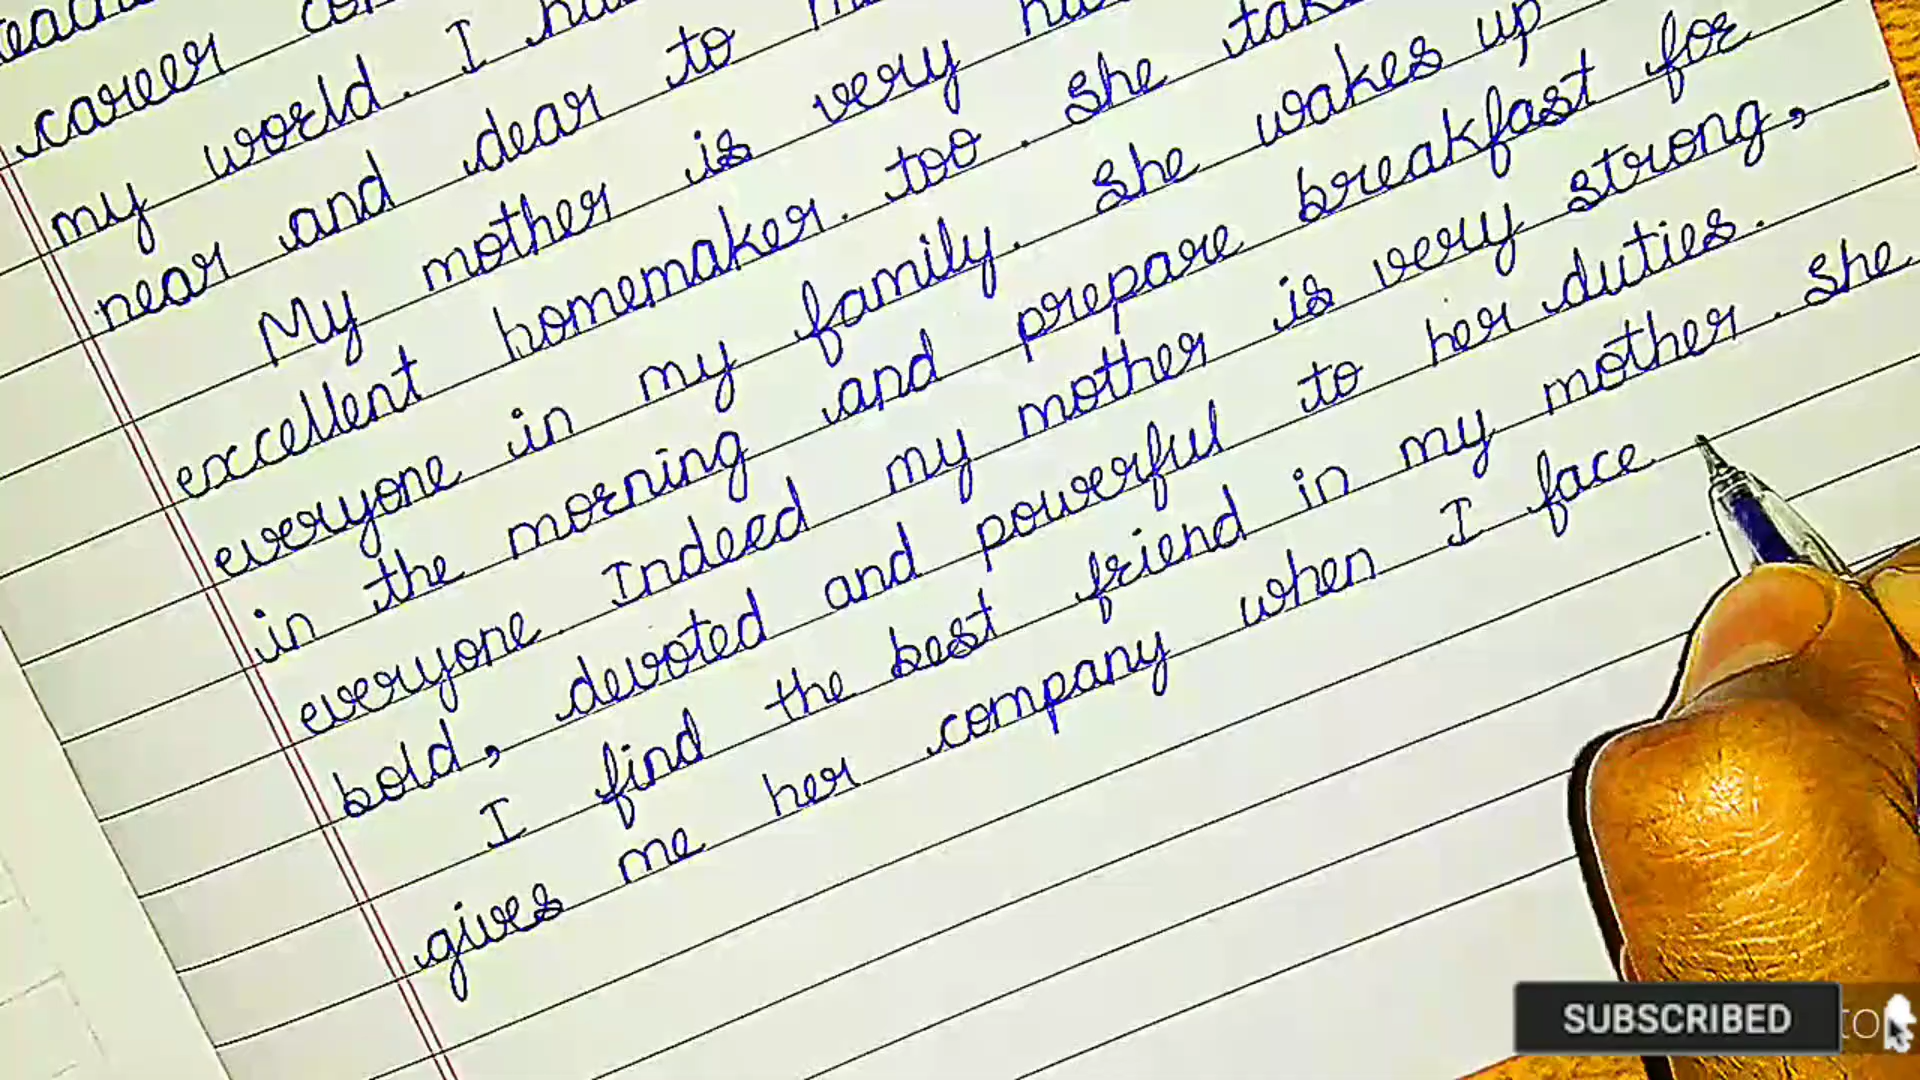 career
my world. I
near and dear to
My mother is very
excellent homemaker. too. She
everyone in my family. She wakes up
in the morning and prepare breakfast for
everyone. Indeed my mother is very strong,
bold, devoted and powerful to her duties.
I find the best friend in my mother. She
gives me her company when I face
SUBSCRIBED